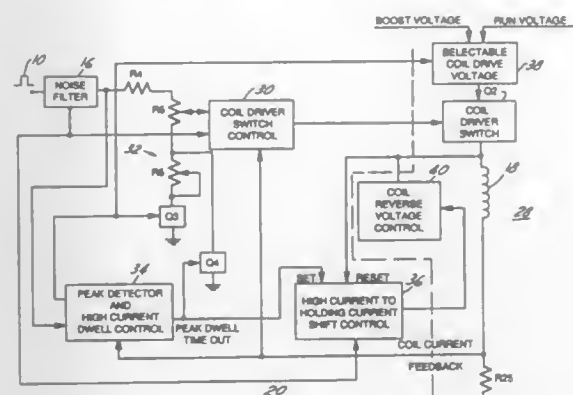 BOOST VOLTAGE RUN VOLTAGE
10
16
NOISE
FILTER
R4
R5
32
R6
Q3
Q4
30
COIL DRIVER
SWITCH
CONTROL
SELECTABLE
COIL DRIVE
VOLTAGE
38
Q2
COIL
DRIVER
SWITCH
18
28
40
COIL
REVERSE
VOLTAGE
CONTROL
34
PEAK DETECTOR
AND
HIGH CURRENT
DWELL CONTROL
PEAK DWELL
TIME OUT
SET
RESET
36
HIGH CURRENT TO
HOLDING CURRENT
SHIFT CONTROL
COIL CURRENT
FEEDBACK
20
R25